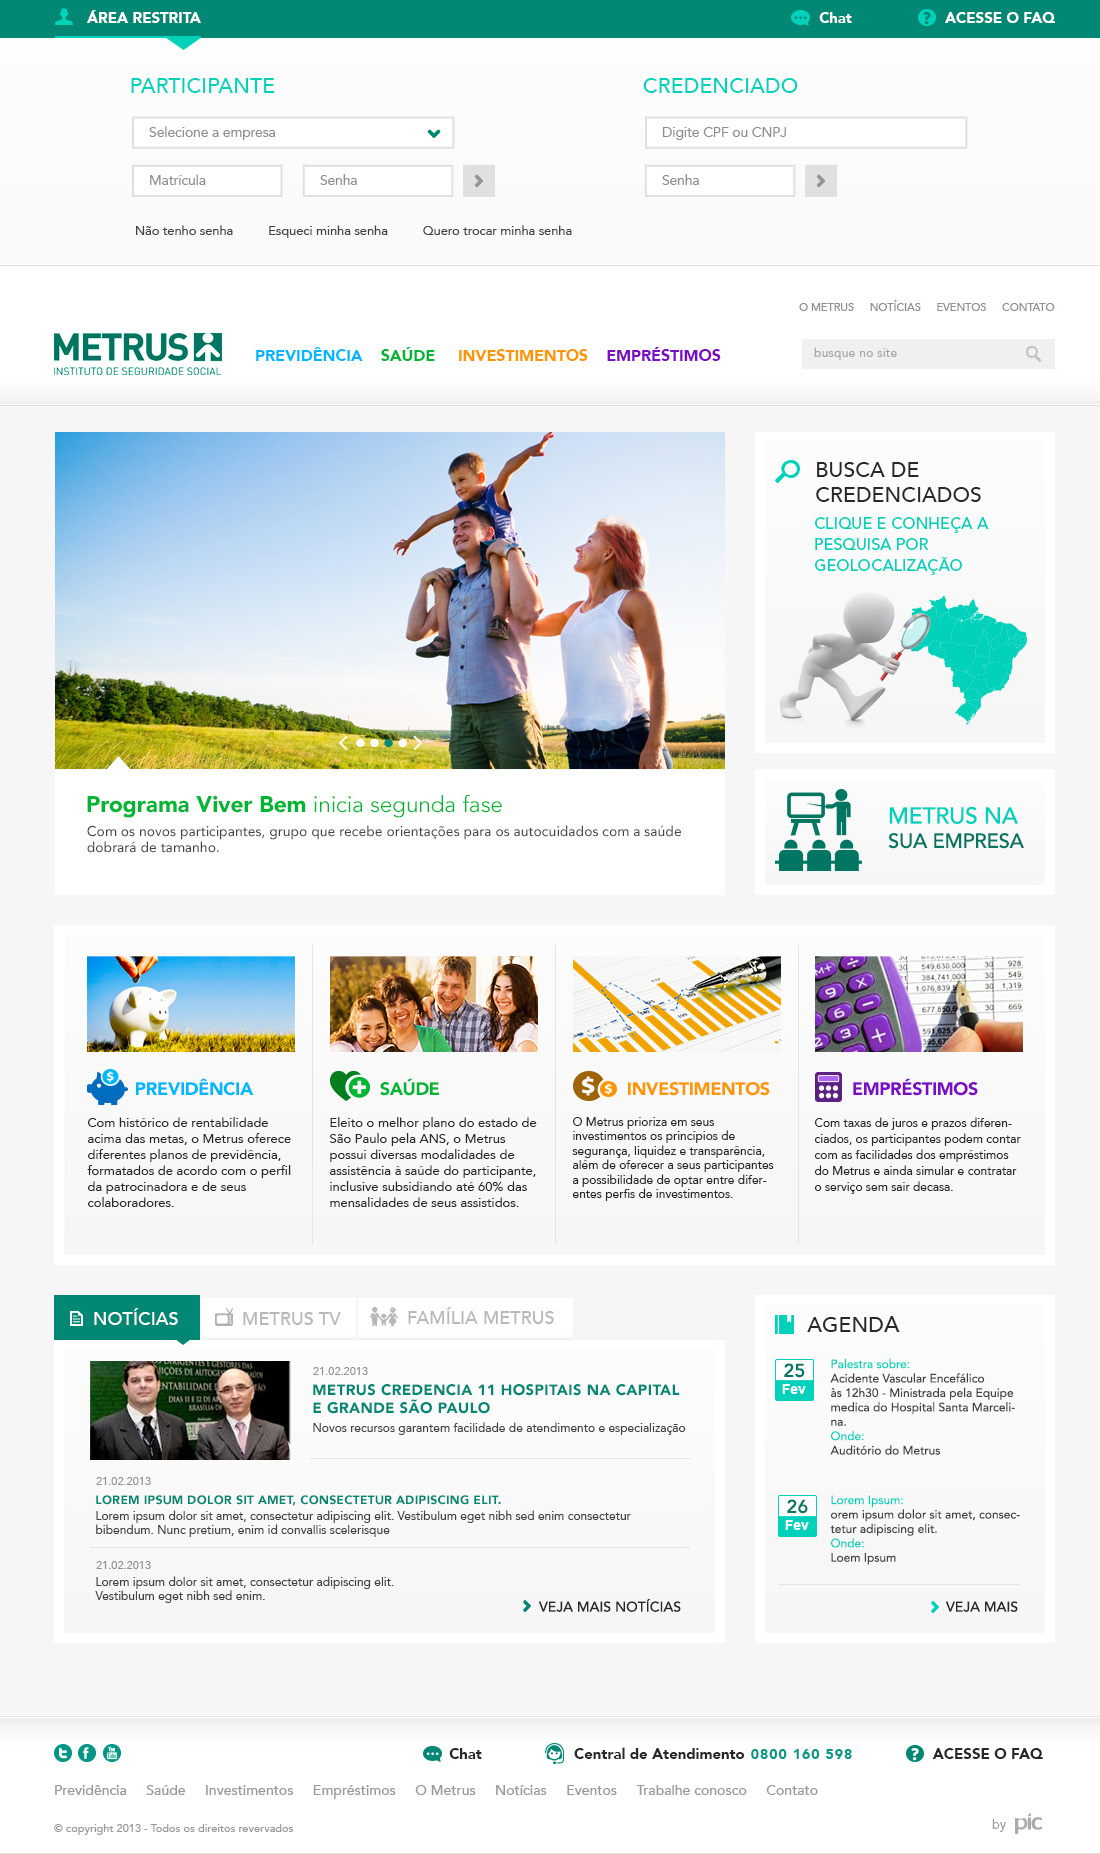 ÁREA RESTRITA
Chat
ACESSE O FAQ
PARTICIPANTE
CREDENCIADO
Selecione a empresa
Digite CPF ou CNPJ
Matrícula
Senha
Senha
Não tenho senha
Esqueci minha senha
Quero trocar minha senha
O METRUS
NOTÍCIAS
EVENTOS
CONTATO
METRUS
INSTITUTO DE SEGURIDADE SOCIAL
PREVIDÊNCIA
SAÚDE
INVESTIMENTOS
EMPRÉSTIMOS
busque no site
Programa Viver Bem inicia segunda fase
Com os novos participantes, grupo que recebe orientações para os autocuidados com a saúde
dobrará de tamanho.
BUSCA DE
CREDENCIADOS
CLIQUE E CONHEÇA A
PESQUISA POR
GEOLOCALIZAÇÃO
METRUS NA
SUA EMPRESA
PREVIDÊNCIA
Com histórico de rentabilidade
acima das metas, o Metrus oferece
diferentes planos de previdência,
formatados de acordo com o perfil
da patrocinadora e de seus
colaboradores.
SAÚDE
Eleito o melhor plano do estado de
São Paulo pela ANS, o Metrus
possui diversas modalidades de
assistência à saúde do participante,
inclusive subsidiando até 60% das
mensalidades de seus assistidos.
INVESTIMENTOS
O Metrus prioriza em seus
investimentos os princípios de
segurança, liquidez e transparência,
além de oferecer a seus participantes
a possibilidade de optar entre difer-
entes perfis de investimentos.
EMPRÉSTIMOS
Com taxas de juros e prazos diferen-
ciados, os participantes podem contar
com as facilidades dos empréstimos
do Metrus e ainda simular e contratar
o serviço sem sair decasa.
NOTÍCIAS
METRUS TV
FAMÍLIA METRUS
21.02.2013
METRUS CREDENCIA 11 HOSPITAIS NA CAPITAL
E GRANDE SÃO PAULO
Novos recursos garantem facilidade de atendimento e especialização
21.02.2013
LOREM IPSUM DOLOR SIT AMET, CONSECTETUR ADIPISCING ELIT.
Lorem ipsum dolor sit amet, consectetur adipiscing elit. Vestibulum eget nibh sed enim consectetur
bibendum. Nunc pretium, enim id convallis scelerisque
21.02.2013
Lorem ipsum dolor sit amet, consectetur adipiscing elit.
Vestibulum eget nibh sed enim.
VEJA MAIS NOTÍCIAS
AGENDA
25
Fev
Palestra sobre:
Acidente Vascular Encefálico
às 12h30 - Ministrada pela Equipe
medica do Hospital Santa Marceli-
na.
Onde:
Auditório do Metrus
26
Fev
Lorem Ipsum:
orem ipsum dolor sit amet, consec-
tetur adipiscing elit.
Onde:
Loem Ipsum
VEJA MAIS
Chat
Central de Atendimento 0800 160 598
ACESSE O FAQ
Previdência
Saúde
Investimentos
Empréstimos
O Metrus
Notícias
Eventos
Trabalhe conosco
Contato
© copyright 2013 - Todos os direitos revervados
by pic